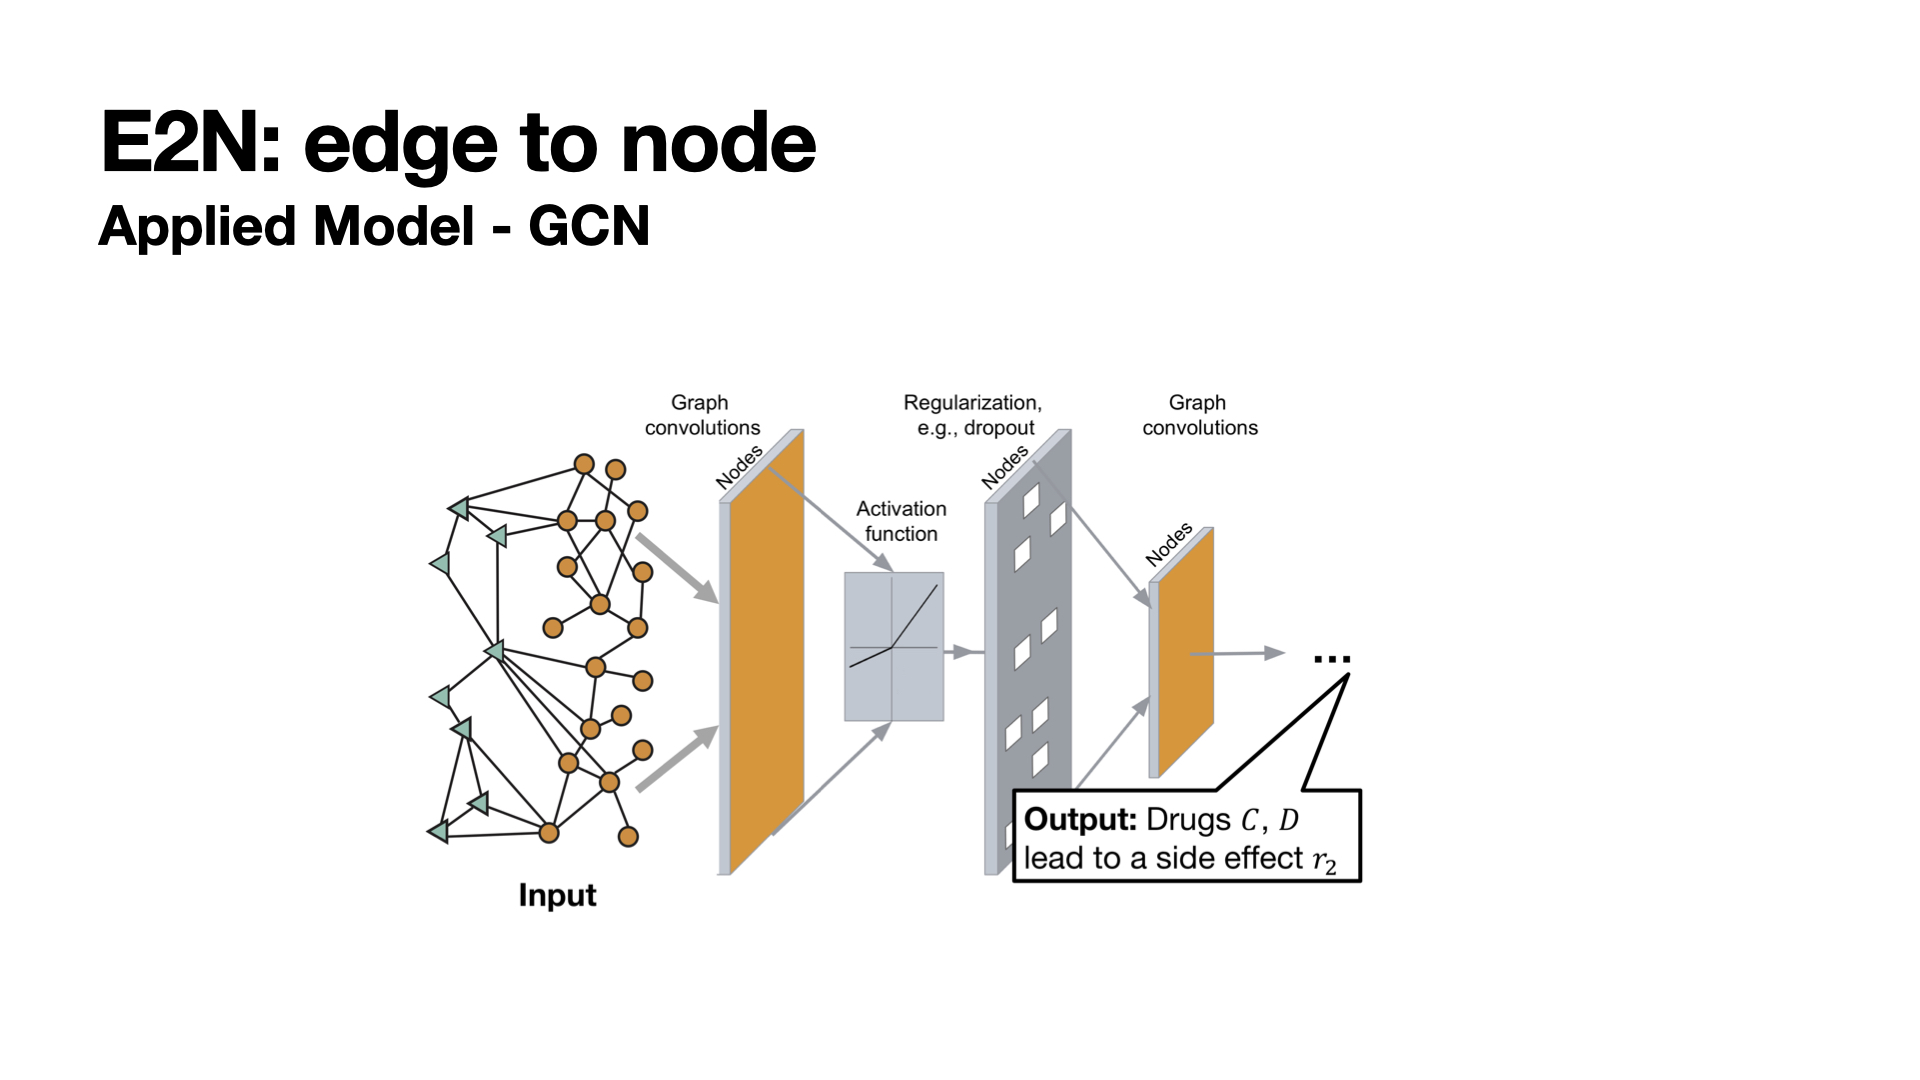 E2N: edge to node
Applied Model - GCN
Graph
convolutions
Nodes
Activation
function
Regularization,
e.g., dropout
Nodes
Graph
convolutions
Nodes
...
Output: Drugs C, D
lead to a side effect r₂
Input